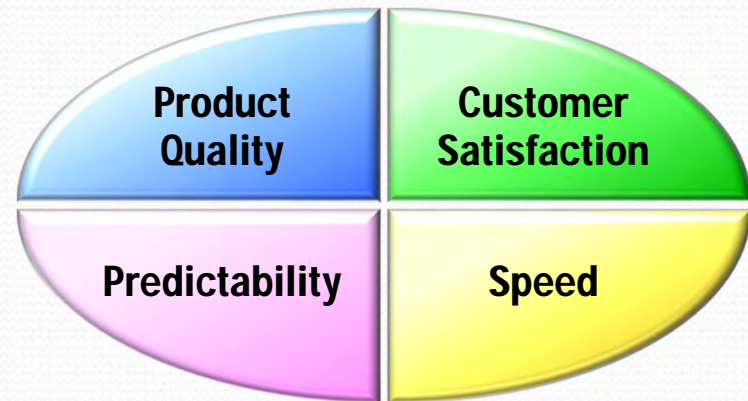 Product
Quality
Customer
Satisfaction
Predictability
Speed